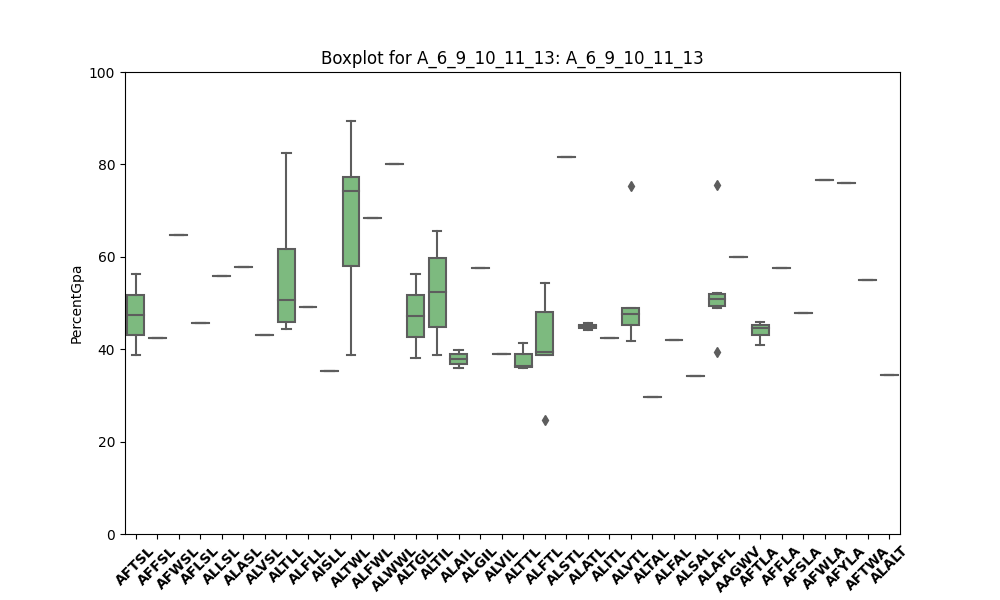 Boxplot for A_6_9_10_11_13: A_6_9_10_11_13
PercentGpa
100
80
60
40
20
0
AFTSL
AFFSL
AFWSL
AFLSL
ALLSL
ALASL
ALVSL
ALTLL
ALFLL
AISLL
ALTWL
ALFWL
ALWWL
ALTGL
ALTIL
ALAIL
ALGIL
ALVIL
ALTTL
ALFTL
ALSTL
ALATL
ALITL
ALVTL
ALTAL
ALFAL
ALSAL
ALAFL
AAGWV
AFTLA
AFFLA
AFSLA
AFWLA
AFYLA
AFTWA
ALALT